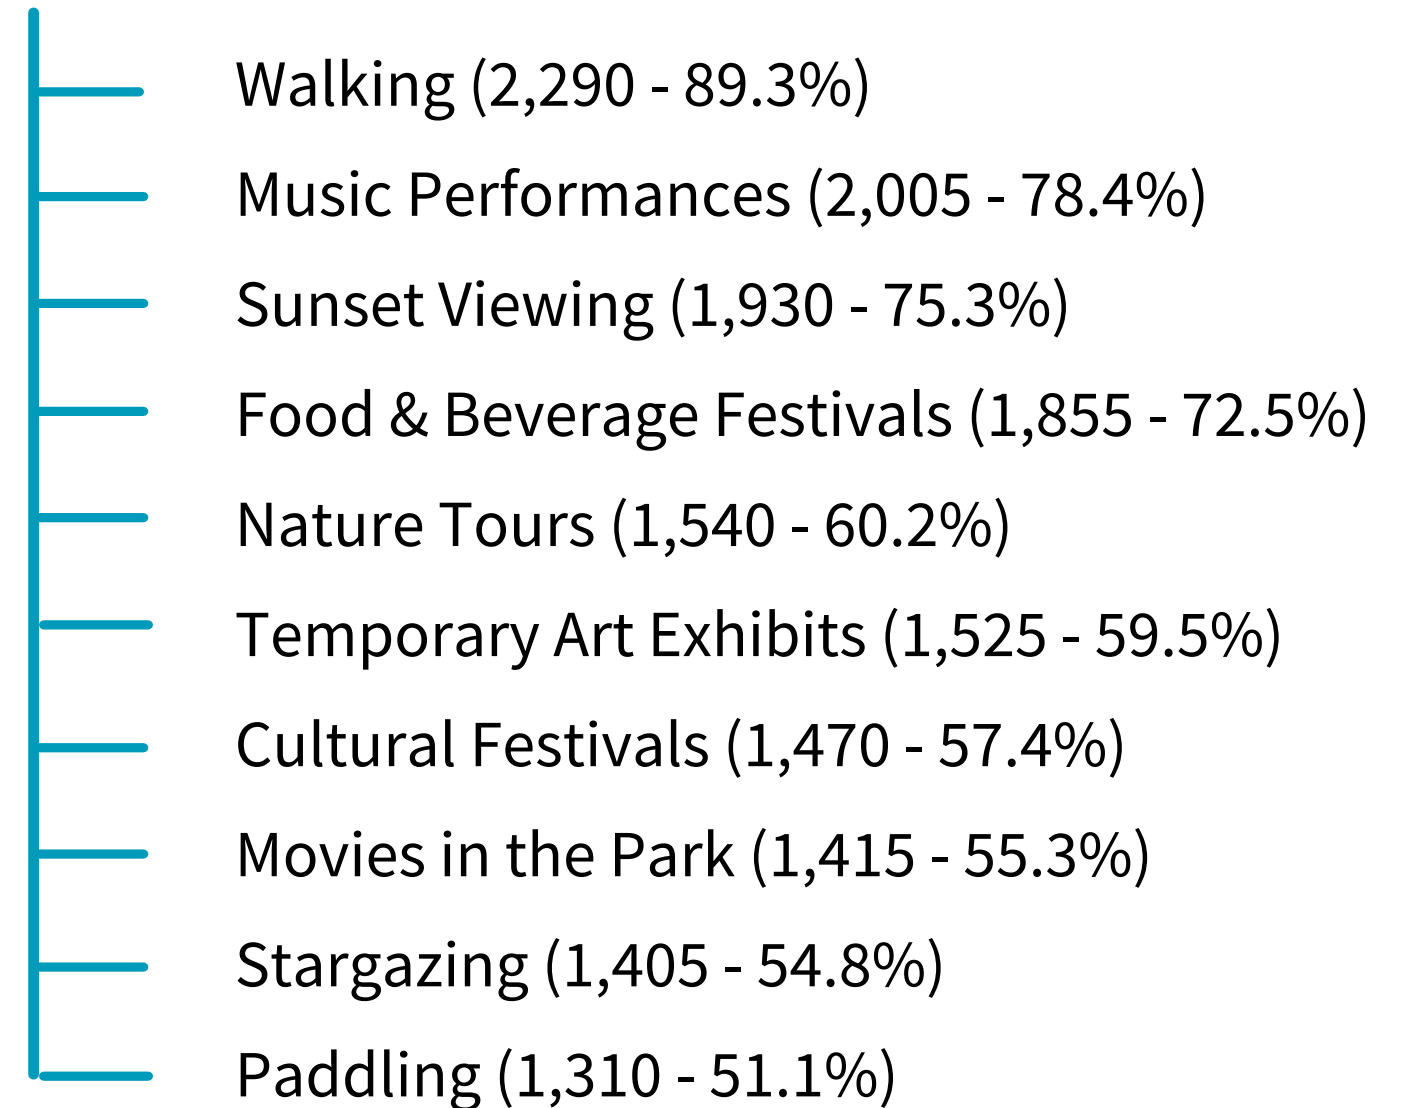 Walking (2,290 - 89.3%)
Music Performances (2,005 - 78.4%)
Sunset Viewing (1,930 - 75.3%)
Food & Beverage Festivals (1,855 - 72.5%)
Nature Tours (1,540 - 60.2%)
Temporary Art Exhibits (1,525 - 59.5%)
Cultural Festivals (1,470 - 57.4%)
Movies in the Park (1,415 - 55.3%)
Stargazing (1,405 - 54.8%)
Paddling (1,310 - 51.1%)